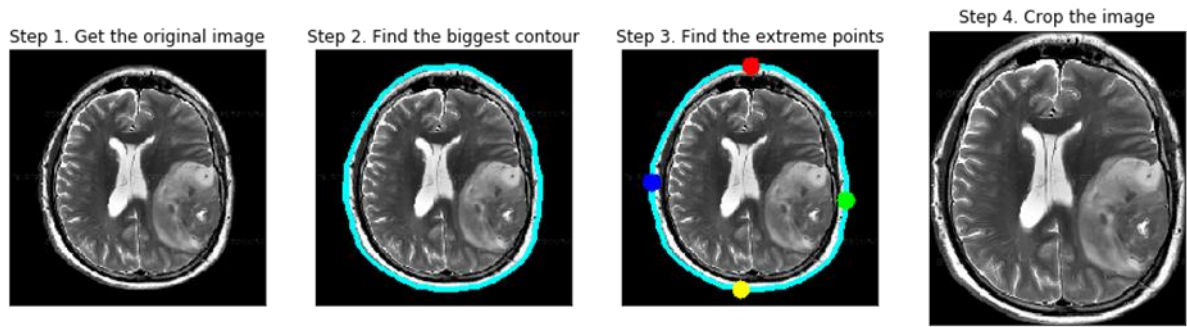 Step 1. Get the original image
Step 2. Find the biggest contour
Step 3. Find the extreme points
Step 4. Crop the image